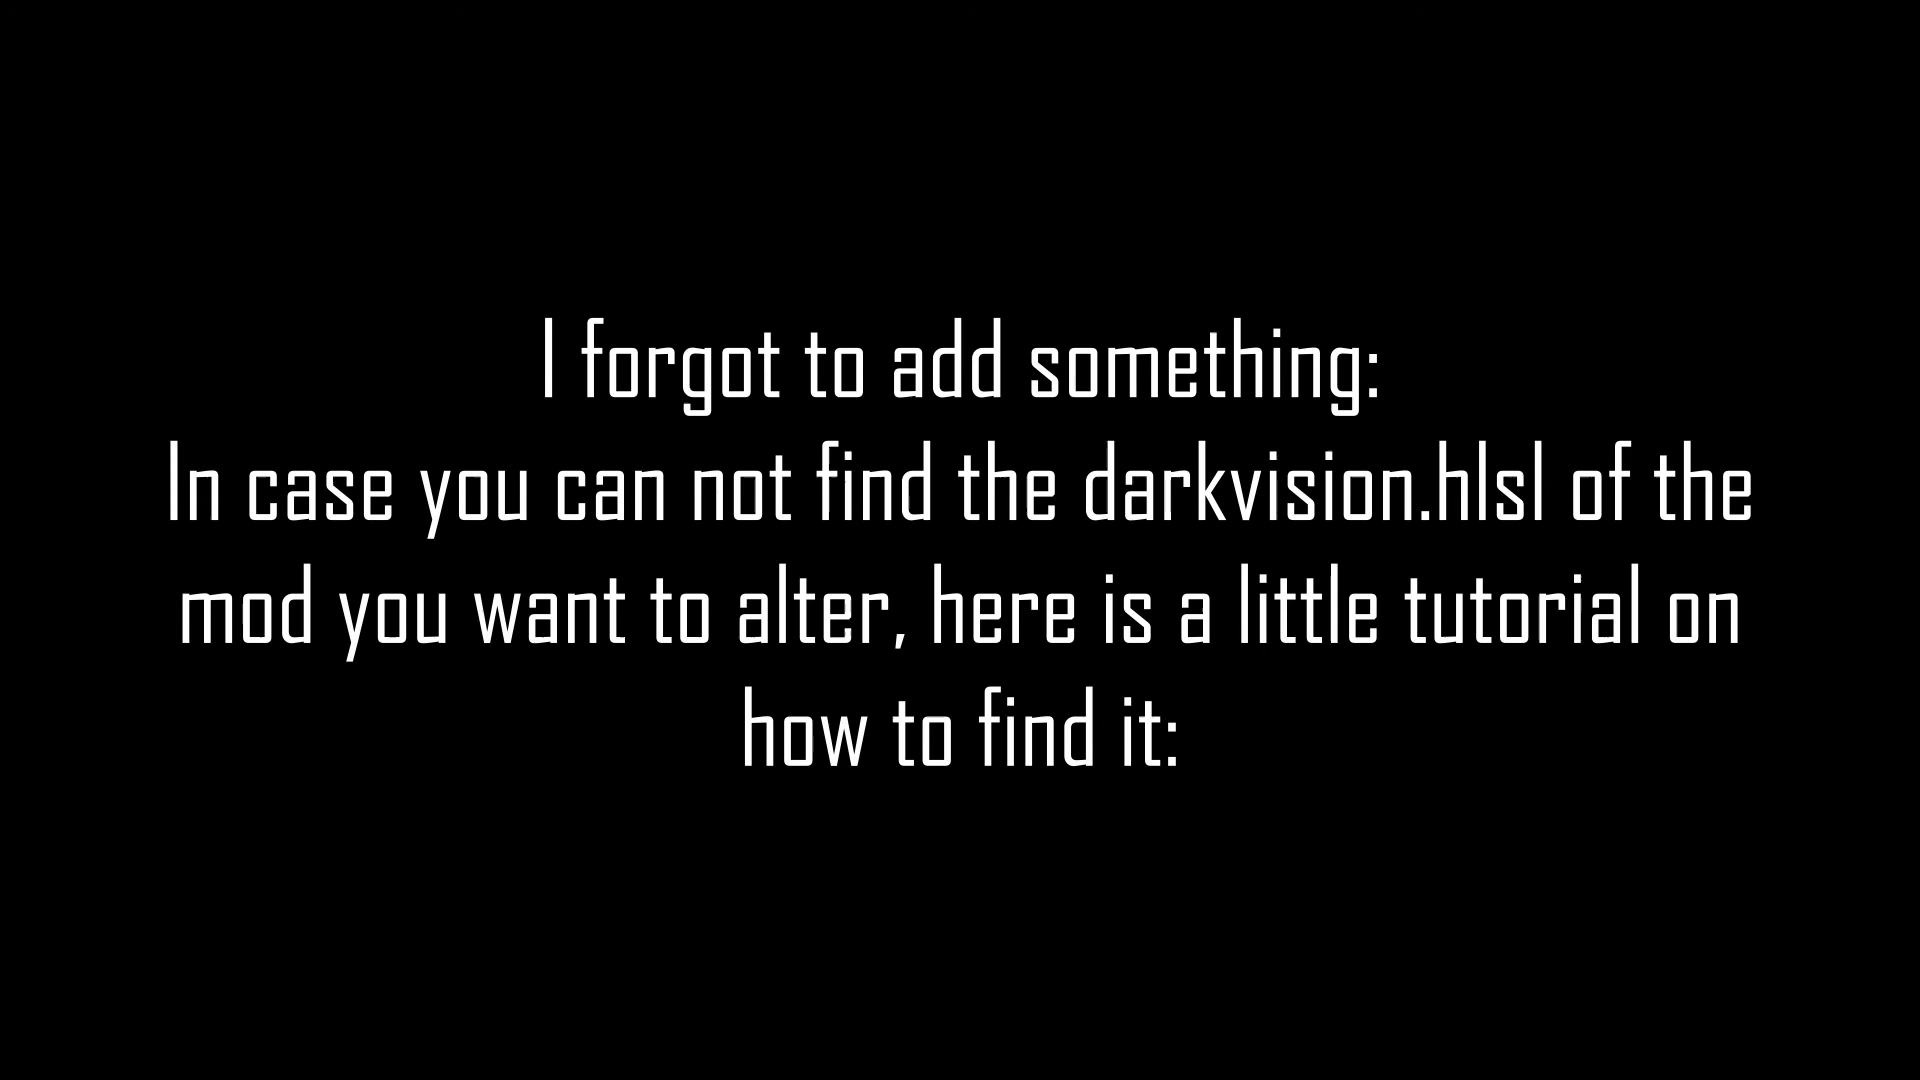 I forgot to add something:
In case you can not find the darkvision.hlsl of the
mod you want to alter, here is a little tutorial on
how to find it: